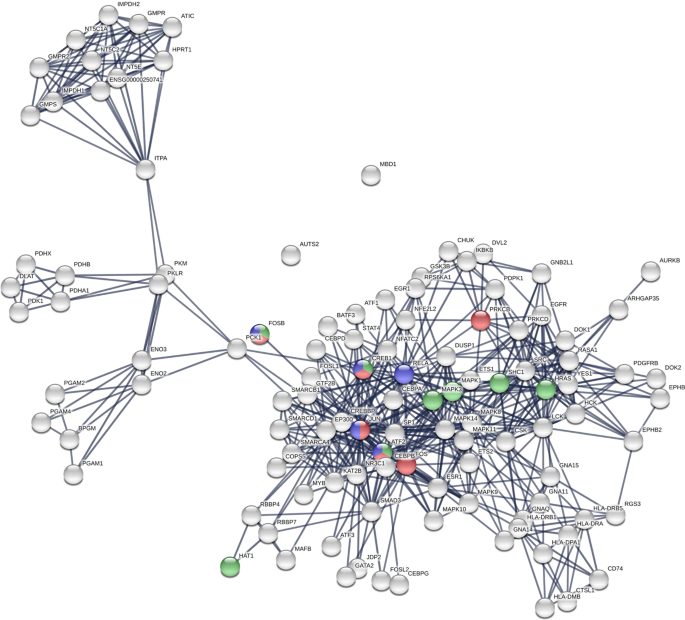 IMPDH2
GMPR
ATIC
NT5C1A
NT5C2
HPRT1
GMPR2
NT5E
ENSG00000250741
IMPDH1
GMPS
ITPA
MBD1
AUTS2
PDHX
PDHB
PKM
PKLR
DLAT
PDHA1
PDK1
FOSB
PCK1
ENO3
ENO2
PGAM2
PGAM4
BPGM
PGAM1
CHUK
DVL2
IKBKB
GSK3B
GNB2L1
AURKB
RPS6KA1
PDPK1
EGR1
ARHGAP35
ATF1
NFE2L2
PRKCB
EGFR
BATF3
PRKCD
STAT4
DOK1
NFATC2
CEBPD
DUSP1
RASA1
FOSL1
CREB1
RELA
ETS1
SHC1
SRC
PDGFRB
DOK2
GTF2B
MAPK1
YES1
HRAS
SMARCB1
CEBPA
MAPK3
EPHB
HCK
CREBBP
SP1
MAPK8
SMARCD1
EP300
JUN
MAPK14
LCK
MAPK11
CSK
EPHB2
SMARCA4
ATF2
ETS2
COPS5
NR3C1
CEBPB
FOS
KAT2B
ESR1
GNA15
MYB
MAPK9
GNA11
SMAD3
RBBP4
MAPK10
GNAQ
HLA-DRB5
RGS3
HLA-DRB1
RBBP7
GNA14
HLA-DRA
HLA-DPA1
MAFB
ATF3
HAT1
JDP2
GATA2
FOSL2
CEBPG
CD74
CTSL1
HLA-DMB